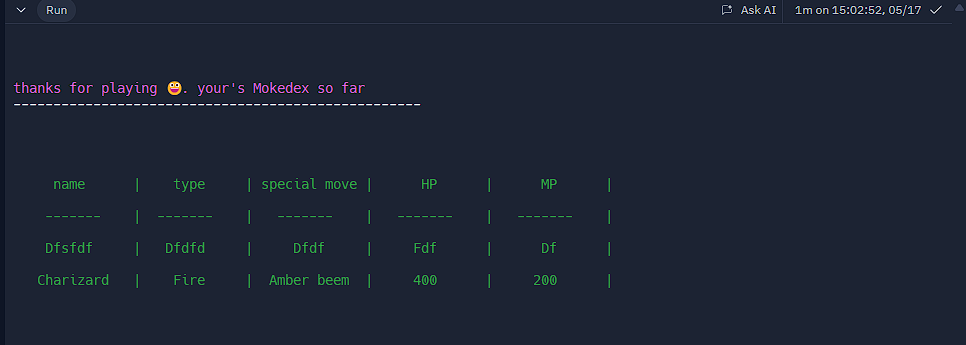 Run Ask AI 1m on 15:02:52, 05/17
thanks for playing 😀. your's Mokedex so far
---------------------------------------------------
name | type | special move | HP | MP |
------- | ------- | ------- | ------- | ------- |
Dfsfdf | Dfdfd | Dfdf | Fdf | Df |
Charizard | Fire | Amber beem | 400 | 200 |